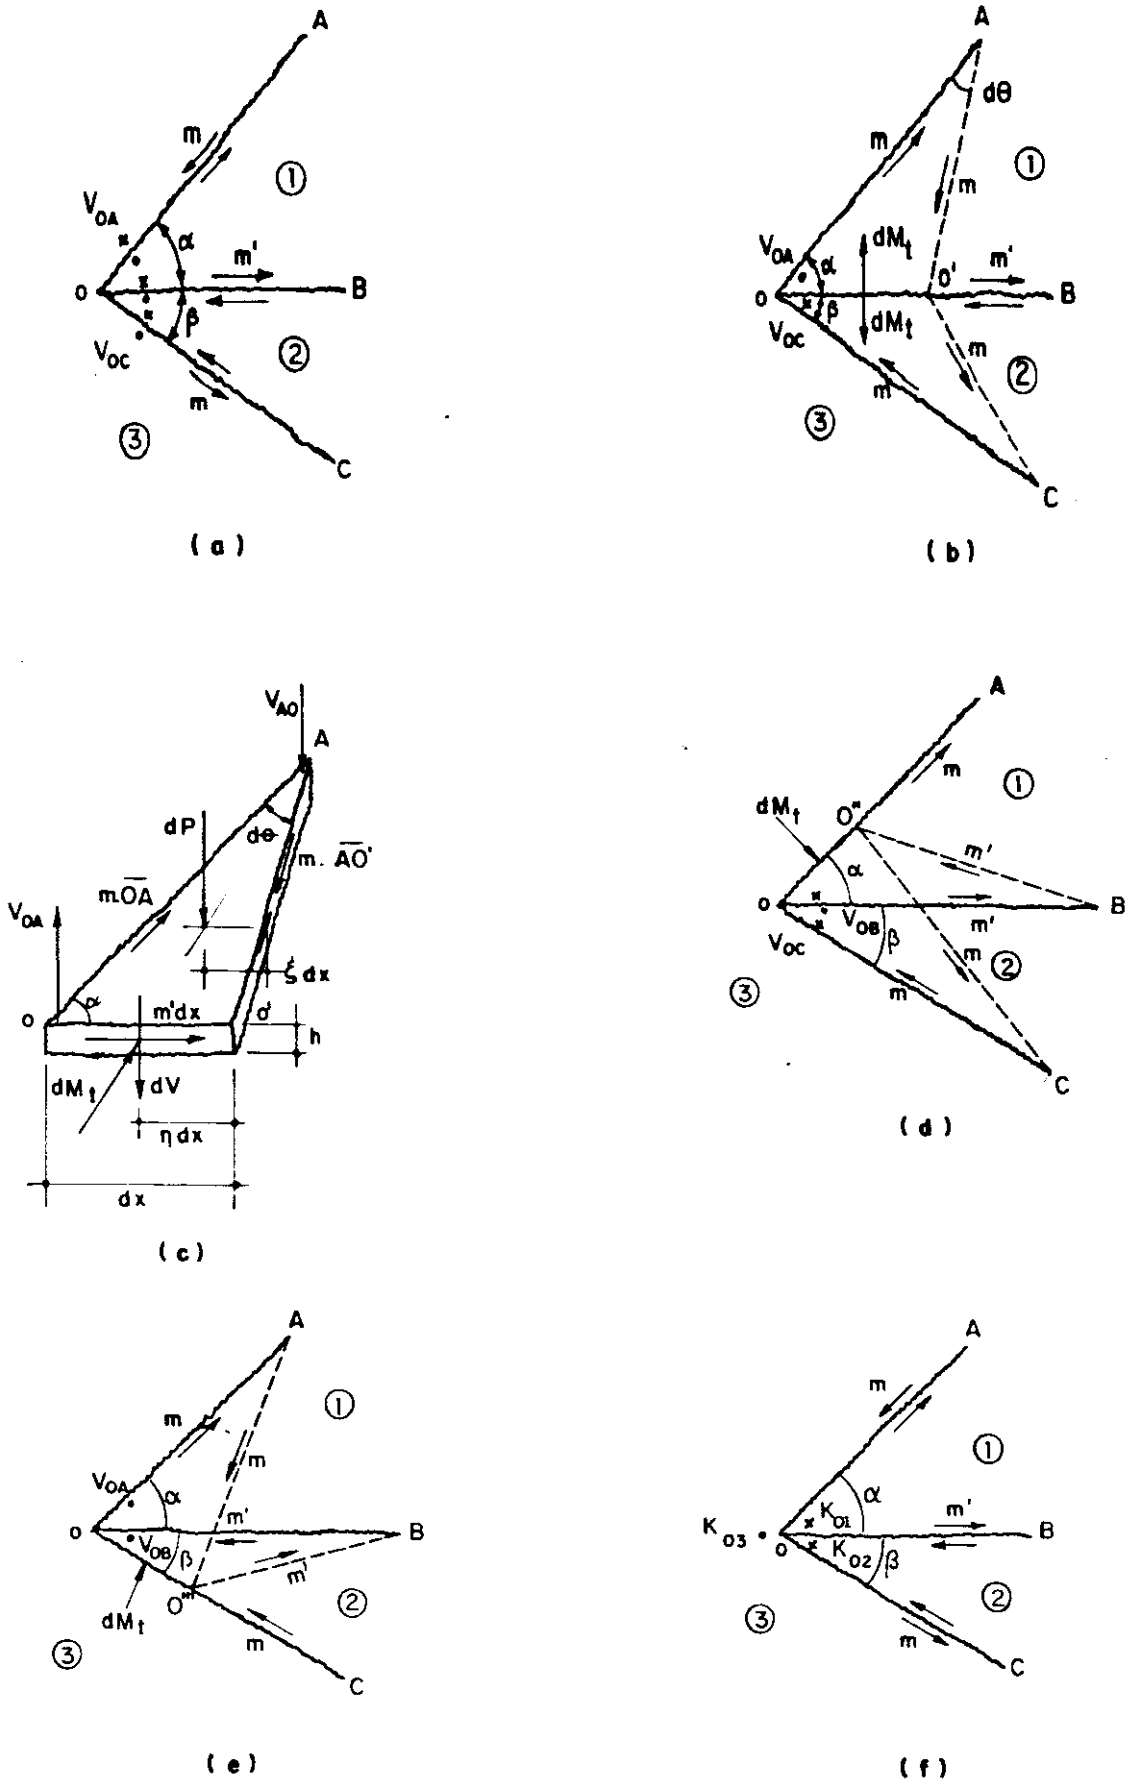 A
m
①
V_OA
α
m'
O
B
β
V_OC
②
m
③
C
(a)
A
dθ
m
①
m
V_OA
dM_t
α
m'
O
O'
B
β
dM_t
V_OC
m
②
m
③
C
(b)
V_AO
A
dP
dθ
m. \overline{AO'}
m\overline{OA}
V_OA
ξ dx
α
O
m'dx
O'
h
dM_t
dV
η dx
dx
(c)
A
m
①
dM_t
O"
m'
α
O
B
V_OB
m'
V_OC
β
m
②
③
m
C
(d)
A
①
m
m
V_OA
α
O
m'
B
V_OB
β
m'
O'''
②
dM_t
m
③
C
(e)
A
m
①
α
K_O1
m'
K_O3
O
B
K_O2
β
②
③
m
C
(f)